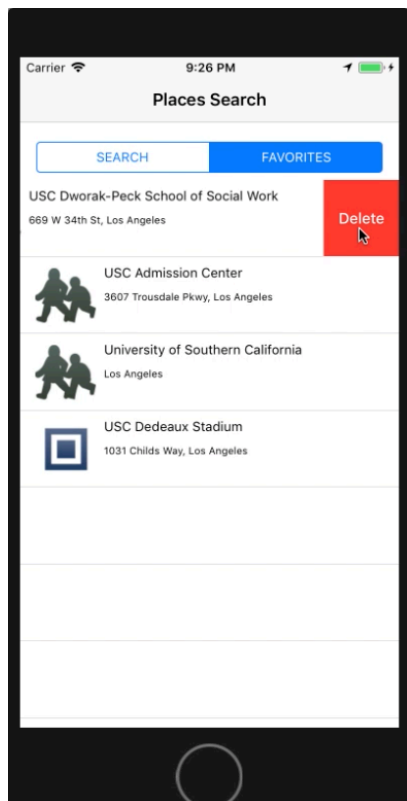 Carrier 9:26 PM
Places Search
SEARCH FAVORITES
USC Dworak-Peck School of Social Work
669 W 34th St, Los Angeles
Delete
USC Admission Center
3607 Trousdale Pkwy, Los Angeles
University of Southern California
Los Angeles
USC Dedeaux Stadium
1031 Childs Way, Los Angeles